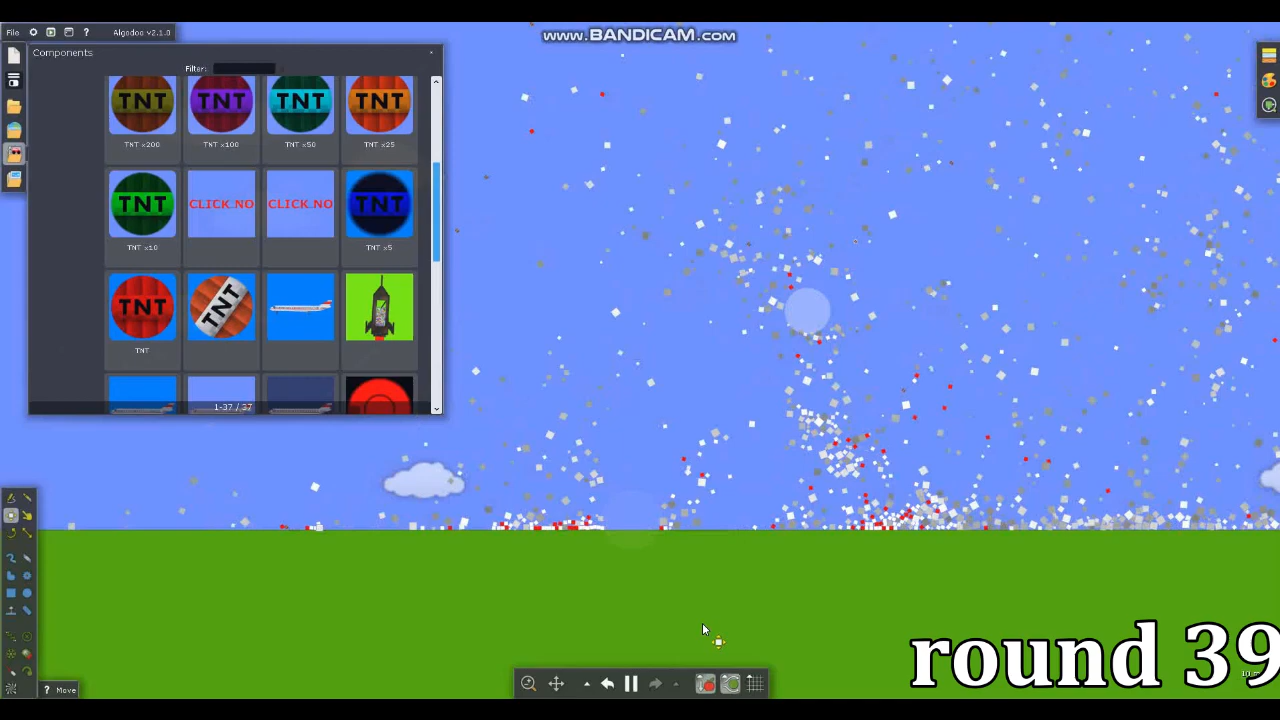 www.BANDICAM.com
File ? Algodoo v2.1.0
Components
Filter:
TNT TNT TNT TNT
TNT x200 TNT x100 TNT x50 TNT x25
TNT CLICK NO CLICK NO TNT
TNT x10 TNT x5
TNT TNT
TNT
1-37 / 37
round 39
? Move